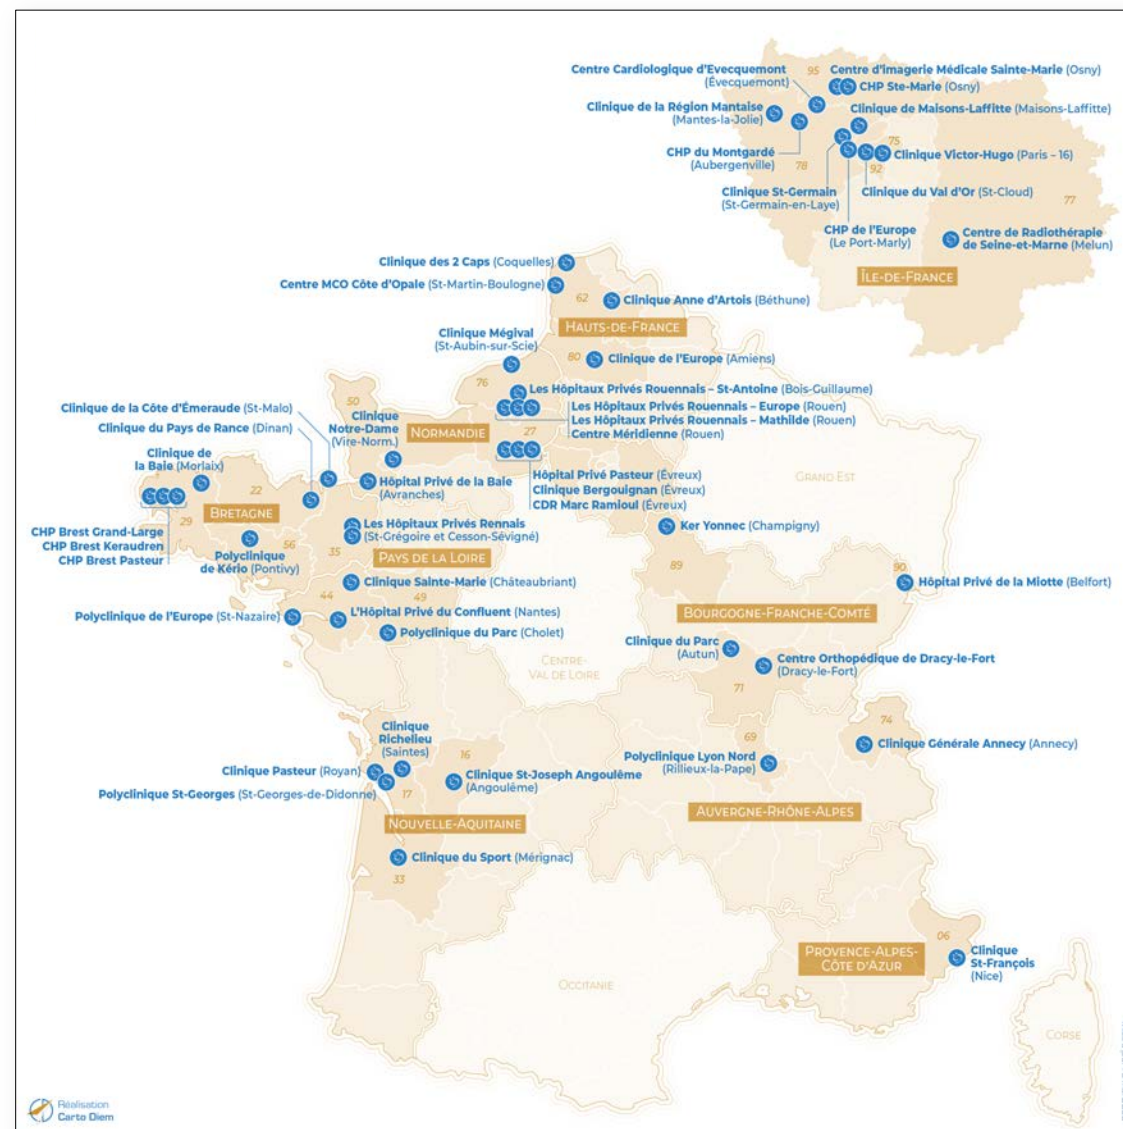 Centre Cardiologique d'Evecquemont
(Évecquemont)
95
Centre d'imagerie Médicale Sainte-Marie (Osny)
CHP Ste-Marie (Osny)
Clinique de la Région Mantaise
(Mantes-la-Jolie)
Clinique de Maisons-Laffitte (Maisons-Laffitte)
CHP du Montgardé
(Aubergenville)
78
75
Clinique Victor-Hugo (Paris – 16)
92
Clinique St-Germain
(St-Germain-en-Laye)
Clinique du Val d'Or (St-Cloud)
77
CHP de l'Europe
(Le Port-Marly)
Centre de Radiothérapie
de Seine-et-Marne (Melun)
ÎLE-DE-FRANCE
Clinique des 2 Caps (Coquelles)
Centre MCO Côte d'Opale (St-Martin-Boulogne)
62
Clinique Anne d'Artois (Béthune)
HAUTS-DE-FRANCE
Clinique Mégival
(St-Aubin-sur-Scie)
80
Clinique de l'Europe (Amiens)
76
Les Hôpitaux Privés Rouennais – St-Antoine (Bois-Guillaume)
Les Hôpitaux Privés Rouennais – Europe (Rouen)
Les Hôpitaux Privés Rouennais – Mathilde (Rouen)
Centre Méridienne (Rouen)
50
Clinique de la Côte d'Émeraude (St-Malo)
Clinique du Pays de Rance (Dinan)
Clinique
Notre-Dame
(Vire-Norm.)
NORMANDIE
27
Clinique de
la Baie (Morlaix)
Hôpital Privé de la Baie
(Avranches)
Hôpital Privé Pasteur (Évreux)
Clinique Bergouignan (Évreux)
CDR Marc Ramioul (Évreux)
GRAND EST
22
BRETAGNE
29
CHP Brest Grand-Large
CHP Brest Keraudren
CHP Brest Pasteur
56
Polyclinique
de Kério (Pontivy)
35
Les Hôpitaux Privés Rennais
(St-Grégoire et Cesson-Sévigné)
PAYS DE LA LOIRE
Ker Yonnec (Champigny)
89
90
Hôpital Privé de la Miotte (Belfort)
Clinique Sainte-Marie (Châteaubriant)
44
49
Polyclinique de l'Europe (St-Nazaire)
L'Hôpital Privé du Confluent (Nantes)
Polyclinique du Parc (Cholet)
BOURGOGNE-FRANCHE-COMTÉ
Clinique du Parc
(Autun)
Centre Orthopédique de Dracy-le-Fort
(Dracy-le-Fort)
CENTRE-
VAL DE LOIRE
71
74
Clinique Générale Annecy (Annecy)
Clinique
Richelieu
(Saintes)
16
69
Polyclinique Lyon Nord
(Rillieux-la-Pape)
Clinique Pasteur (Royan)
Polyclinique St-Georges (St-Georges-de-Didonne)
17
Clinique St-Joseph Angoulême
(Angoulême)
AUVERGNE-RHÔNE-ALPES
NOUVELLE-AQUITAINE
Clinique du Sport (Mérignac)
33
06
PROVENCE-ALPES-
CÔTE D'AZUR
Clinique
St-François
(Nice)
OCCITANIE
CORSE
Réalisation
Carto Diem